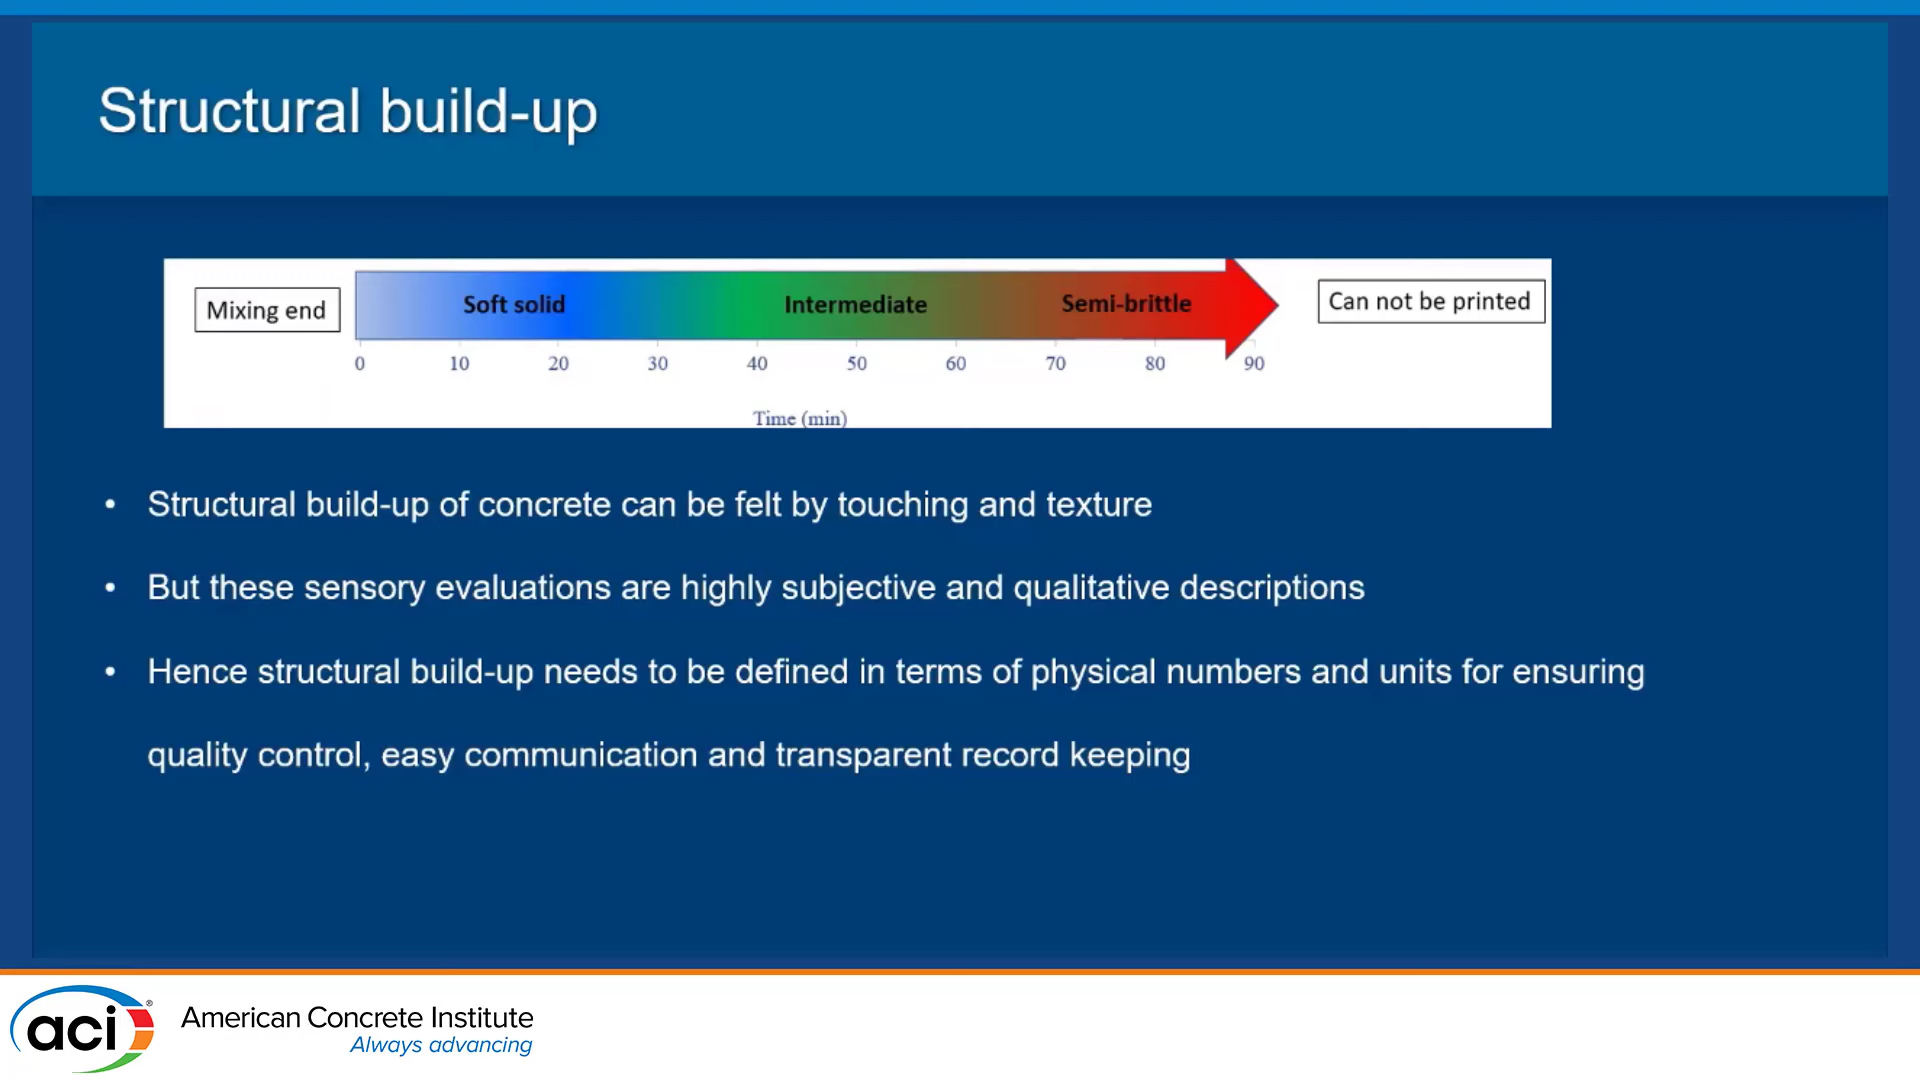 Structural build-up
Mixing end
Soft solid
Intermediate
Semi-brittle
Can not be printed
0 10 20 30 40 50 60 70 80 90
Time (min)
• Structural build-up of concrete can be felt by touching and texture
• But these sensory evaluations are highly subjective and qualitative descriptions
• Hence structural build-up needs to be defined in terms of physical numbers and units for ensuring
quality control, easy communication and transparent record keeping
aci®
American Concrete Institute
Always advancing